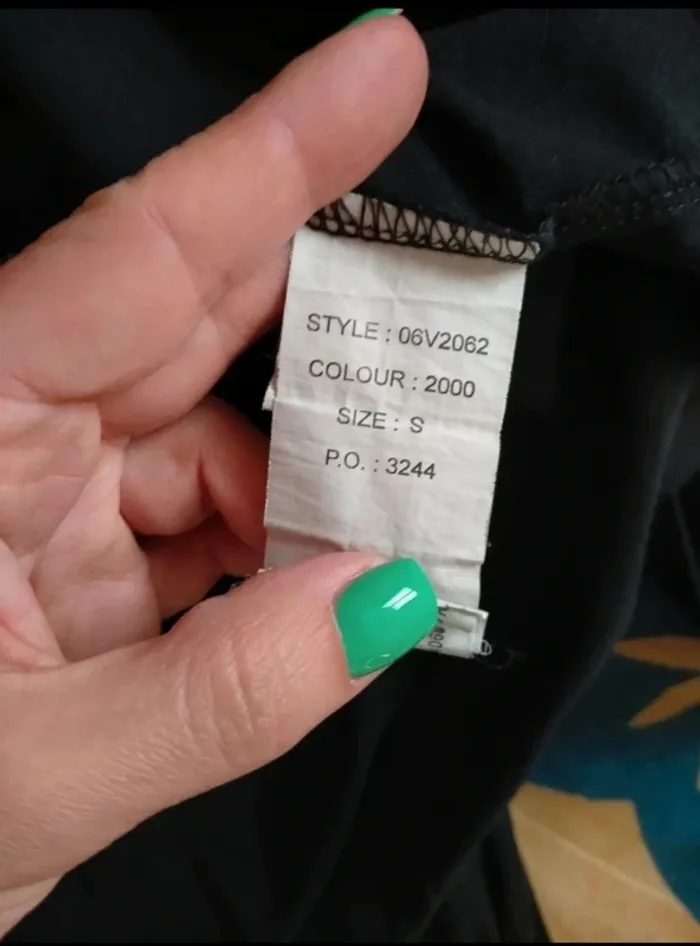 STYLE : 06V2062
COLOUR : 2000
SIZE : S
P.O. : 3244